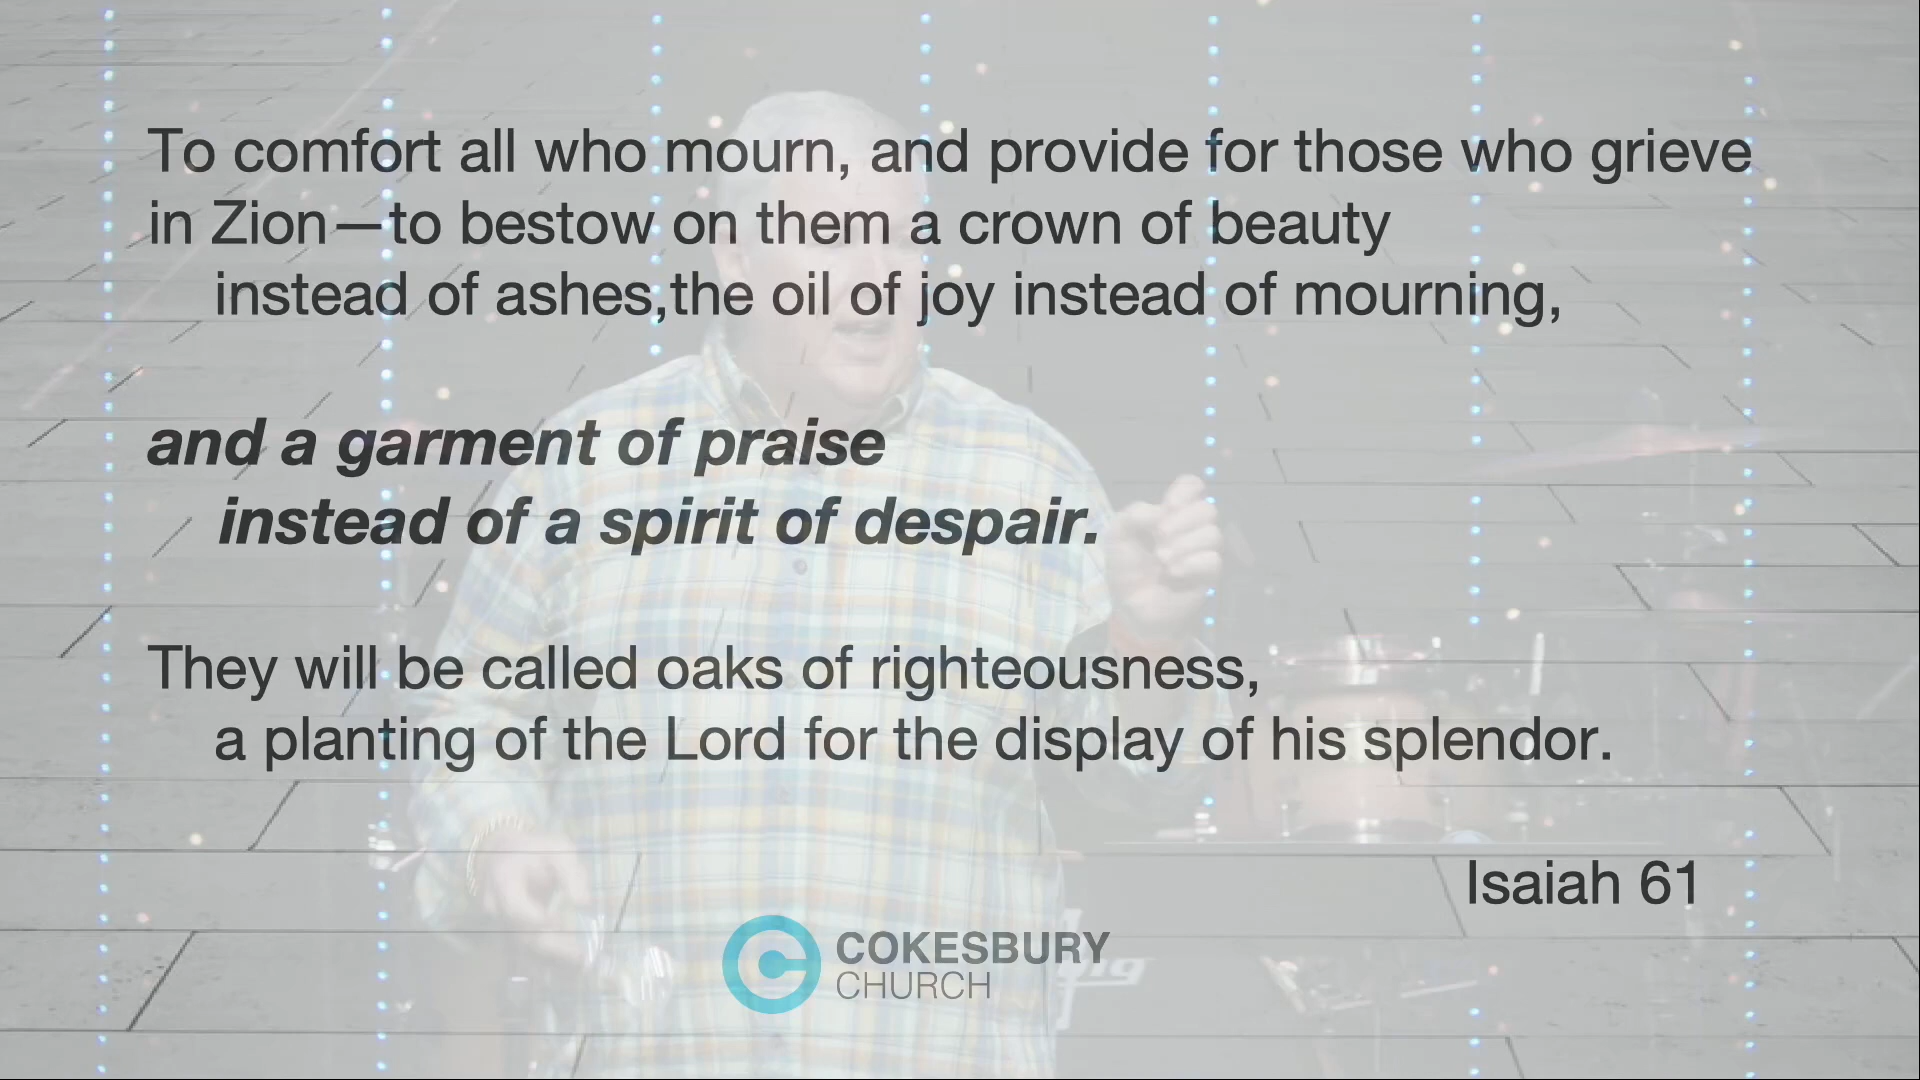 To comfort all who mourn, and provide for those who grieve
in Zion—to bestow on them a crown of beauty
instead of ashes,the oil of joy instead of mourning,
and a garment of praise
instead of a spirit of despair.
They will be called oaks of righteousness,
a planting of the Lord for the display of his splendor.
Isaiah 61
COKESBURY
CHURCH